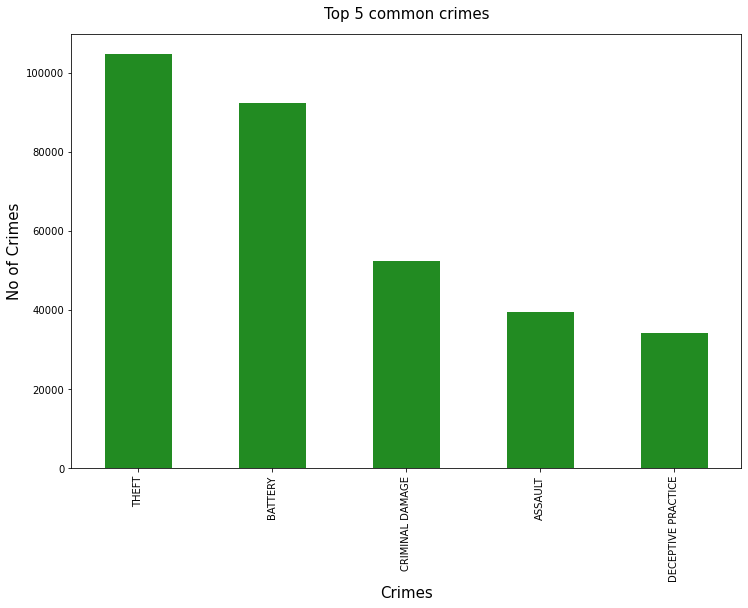 Top 5 common crimes
No of Crimes
100000
80000
60000
40000
20000
0
THEFT
BATTERY
CRIMINAL DAMAGE
ASSAULT
DECEPTIVE PRACTICE
Crimes